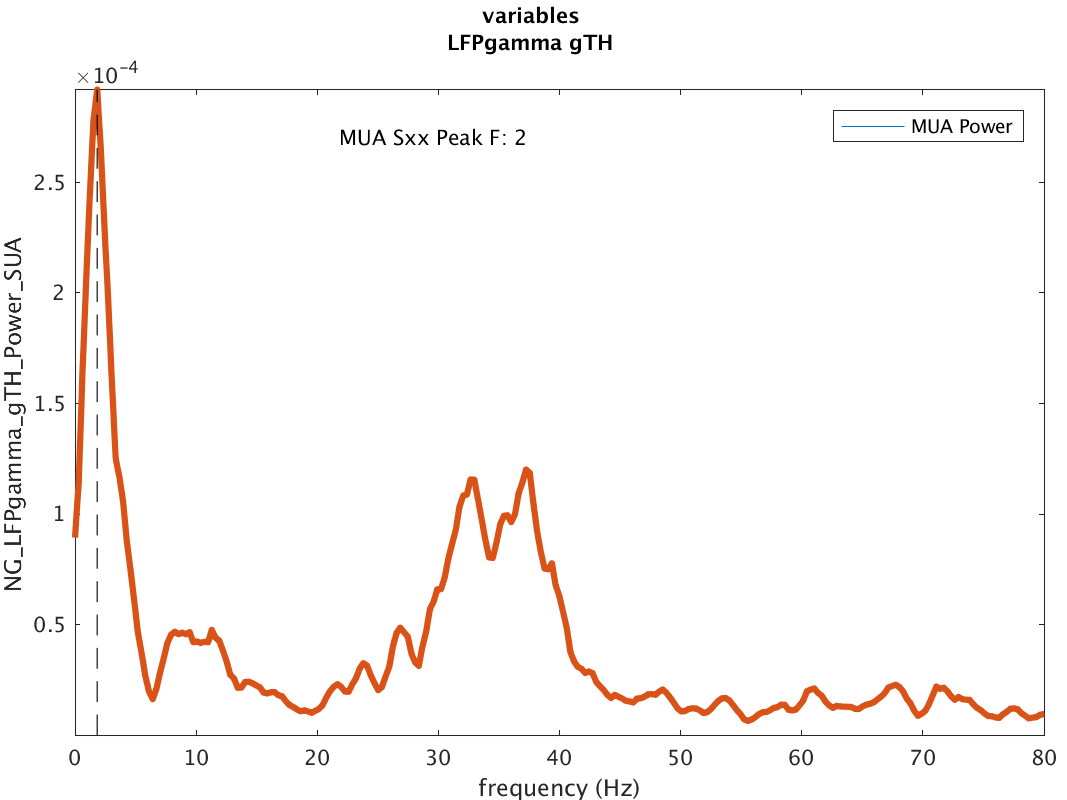 variables
LFPgamma gTH
×10⁻⁴
MUA Sxx Peak F: 2
MUA Power
2.5
2
1.5
1
0.5
NG_LFPgamma_gTH_Power_SUA
0 10 20 30 40 50 60 70 80
frequency (Hz)